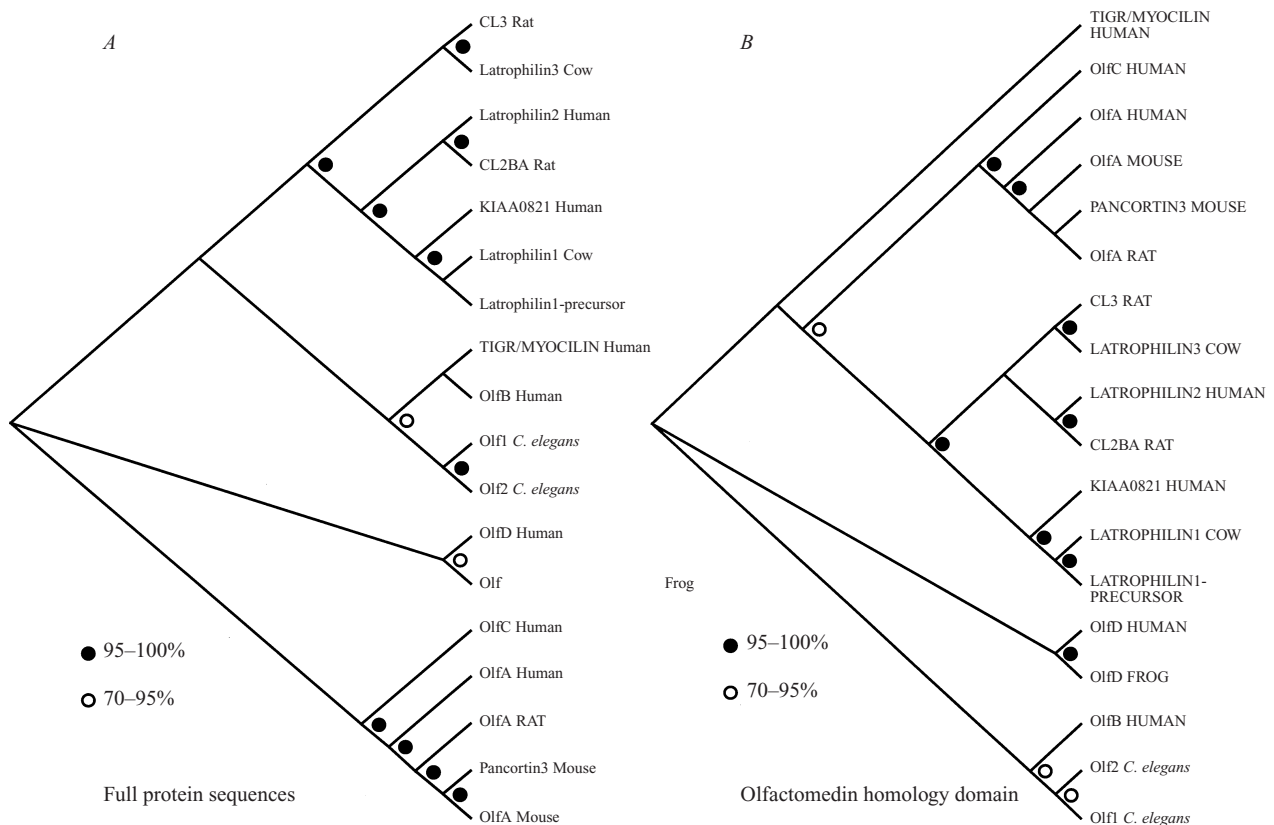 A
CL3 Rat
Latrophilin3 Cow
Latrophilin2 Human
CL2BA Rat
KIAA0821 Human
Latrophilin1 Cow
Latrophilin1-precursor
TIGR/MYOCILIN Human
OlfB Human
Olf1 C. elegans
Olf2 C. elegans
OlfD Human
Olf Frog
OlfC Human
OlfA Human
OlfA RAT
Pancortin3 Mouse
OlfA Mouse
95–100%
70–95%
Full protein sequences
B
TIGR/MYOCILIN
HUMAN
OlfC HUMAN
OlfA HUMAN
OlfA MOUSE
PANCORTIN3 MOUSE
OlfA RAT
CL3 RAT
LATROPHILIN3 COW
LATROPHILIN2 HUMAN
CL2BA RAT
KIAA0821 HUMAN
LATROPHILIN1 COW
LATROPHILIN1-
PRECURSOR
OlfD HUMAN
OlfD FROG
OlfB HUMAN
Olf2 C. elegans
Olf1 C. elegans
95–100%
70–95%
Olfactomedin homology domain